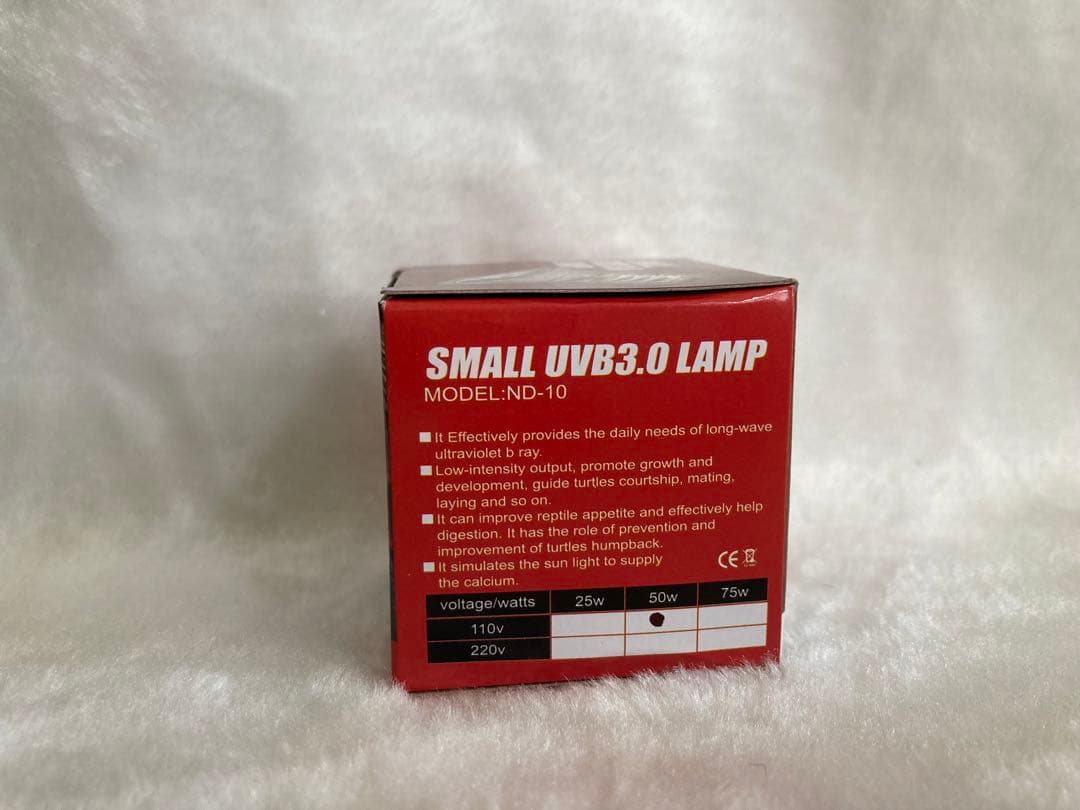 SMALL UVB3.0 LAMP
MODEL:ND-10
It Effectively provides the daily needs of long-wave
ultraviolet b ray.
Low-intensity output, promote growth and
development, guide turtles courtship, mating,
laying and so on.
It can improve reptile appetite and effectively help
digestion. It has the role of prevention and
improvement of turtles humpback.
It simulates the sun light to supply
the calcium.
CE
voltage/watts 25w 50w 75w
110v
220v